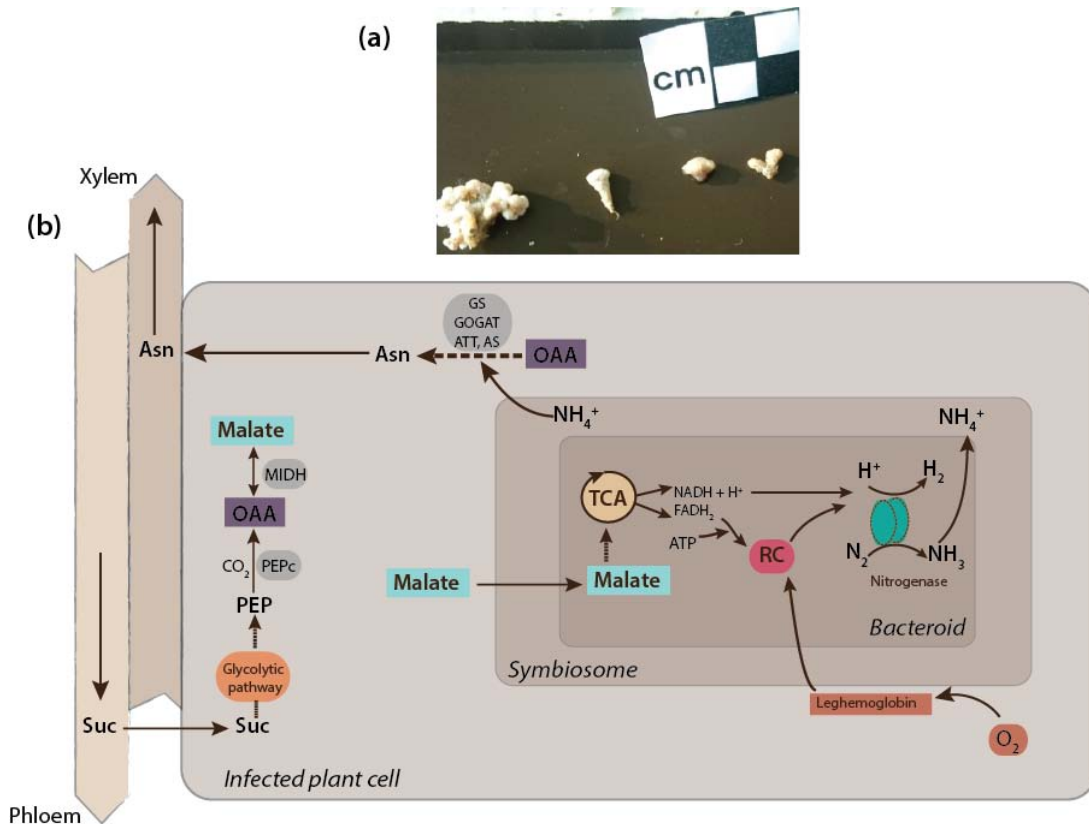 (a)
cm
Xylem
(b)
GS
GOGAT
ATT, AS
Asn
Asn
OAA
NH₄⁺
NH₄⁺
Malate
MIDH
OAA
CO₂
PEPc
PEP
Glycolytic
pathway
Suc
Suc
Phloem
TCA
NADH + H⁺
FADH₂
ATP
RC
H⁺
H₂
N₂
NH₃
Nitrogenase
Malate
Malate
Bacteroid
Symbiosome
Leghemoglobin
O₂
Infected plant cell